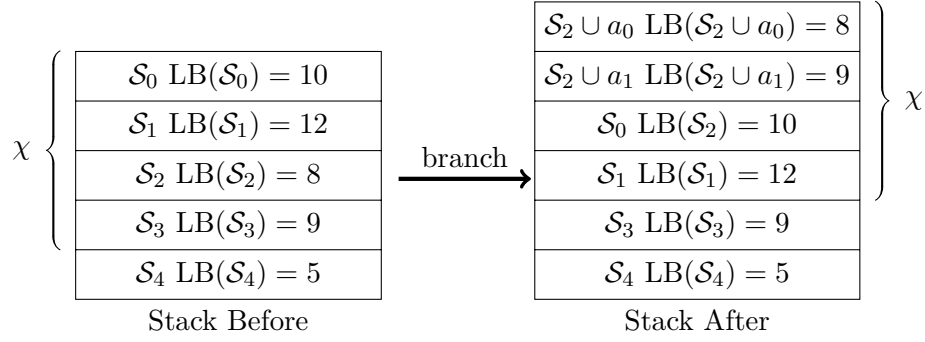 𝒮₂ ∪ a₀ LB(𝒮₂ ∪ a₀) = 8
𝒮₀ LB(𝒮₀) = 10
𝒮₂ ∪ a₁ LB(𝒮₂ ∪ a₁) = 9
χ
𝒮₁ LB(𝒮₁) = 12
𝒮₀ LB(𝒮₂) = 10
χ
branch
𝒮₂ LB(𝒮₂) = 8
𝒮₁ LB(𝒮₁) = 12
𝒮₃ LB(𝒮₃) = 9
𝒮₃ LB(𝒮₃) = 9
𝒮₄ LB(𝒮₄) = 5
𝒮₄ LB(𝒮₄) = 5
Stack Before
Stack After